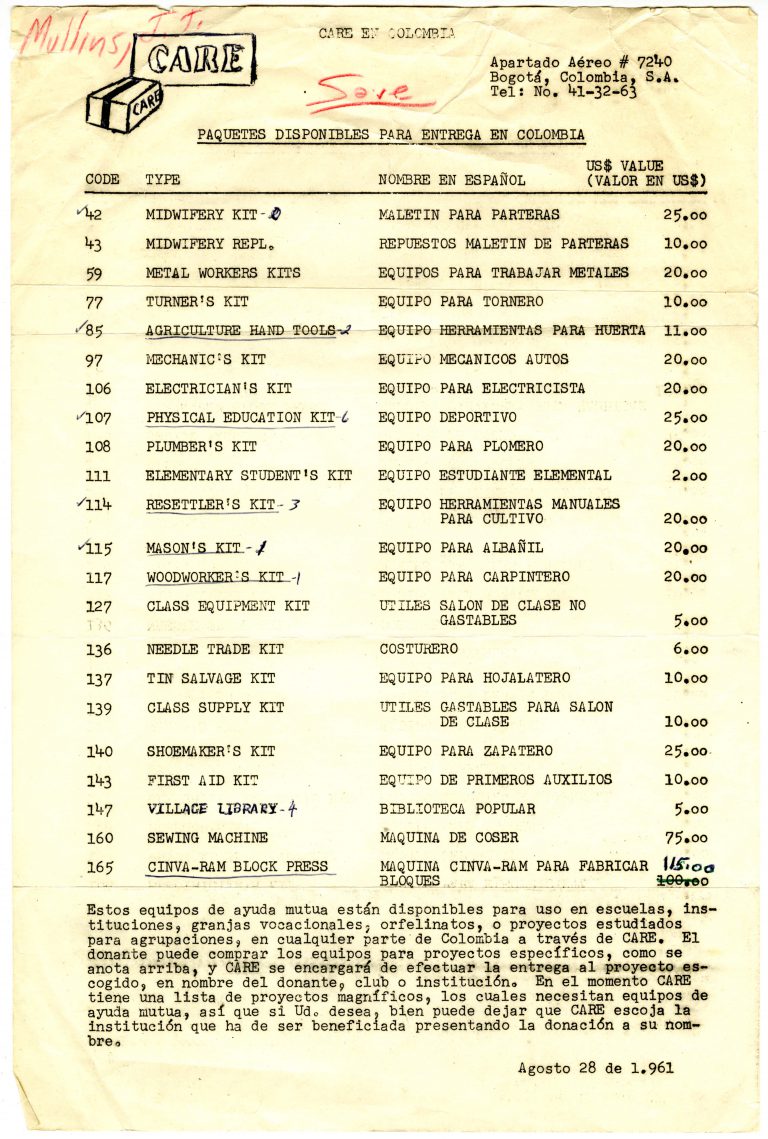 Mullins, J.J.
CARE EN COLOMBIA
CARE
CARE
Save
Apartado Aéreo # 7240
Bogotá, Colombia, S.A.
Tel: No. 41-32-63
PAQUETES DISPONIBLES PARA ENTREGA EN COLOMBIA
US$ VALUE
CODE TYPE NOMBRE EN ESPAÑOL (VALOR EN US$)
✓42 MIDWIFERY KIT- MALETIN PARA PARTERAS 25.00
43 MIDWIFERY REPL. REPUESTOS MALETIN DE PARTERAS 10.00
59 METAL WORKERS KITS EQUIPOS PARA TRABAJAR METALES 20.00
77 TURNER'S KIT EQUIPO PARA TORNERO 10.00
✓85 AGRICULTURE HAND TOOLS-2 EQUIPO HERRAMIENTAS PARA HUERTA 11.00
97 MECHANIC'S KIT EQUIPO MECANICOS AUTOS 20.00
106 ELECTRICIAN'S KIT EQUIPO PARA ELECTRICISTA 20.00
✓107 PHYSICAL EDUCATION KIT-6 EQUIPO DEPORTIVO 25.00
108 PLUMBER'S KIT EQUIPO PARA PLOMERO 20.00
111 ELEMENTARY STUDENT'S KIT EQUIPO ESTUDIANTE ELEMENTAL 2.00
✓114 RESETTLER'S KIT - 3 EQUIPO HERRAMIENTAS MANUALES
PARA CULTIVO 20.00
✓115 MASON'S KIT -1 EQUIPO PARA ALBAÑIL 20.00
117 WOODWORKER'S KIT -1 EQUIPO PARA CARPINTERO 20.00
127 CLASS EQUIPMENT KIT UTILES SALON DE CLASE NO
GASTABLES 5.00
136 NEEDLE TRADE KIT COSTURERO 6.00
137 TIN SALVAGE KIT EQUIPO PARA HOJALATERO 10.00
139 CLASS SUPPLY KIT UTILES GASTABLES PARA SALON
DE CLASE 10.00
140 SHOEMAKER'S KIT EQUIPO PARA ZAPATERO 25.00
143 FIRST AID KIT EQUIPO DE PRIMEROS AUXILIOS 10.00
147 VILLAGE LIBRARY-4 BIBLIOTECA POPULAR 5.00
160 SEWING MACHINE MAQUINA DE COSER 75.00
165 CINVA-RAM BLOCK PRESS MAQUINA CINVA-RAM PARA FABRICAR 115.00
BLOQUES 100.00
Estos equipos de ayuda mutua están disponibles para uso en escuelas, ins-
tituciones, granjas vocacionales, orfelinatos, o proyectos estudiados
para agrupaciones, en cualquier parte de Colombia a través de CARE. El
donante puede comprar los equipos para proyectos específicos, como se
anota arriba, y CARE se encargará de efectuar la entrega al proyecto es-
cogido, en nombre del donante, club o institución. En el momento CARE
tiene una lista de proyectos magníficos, los cuales necesitan equipos de
ayuda mutua, así que si Ud. desea, bien puede dejar que CARE escoja la
institución que ha de ser beneficiada presentando la donación a su nom-
bre.
Agosto 28 de 1.961